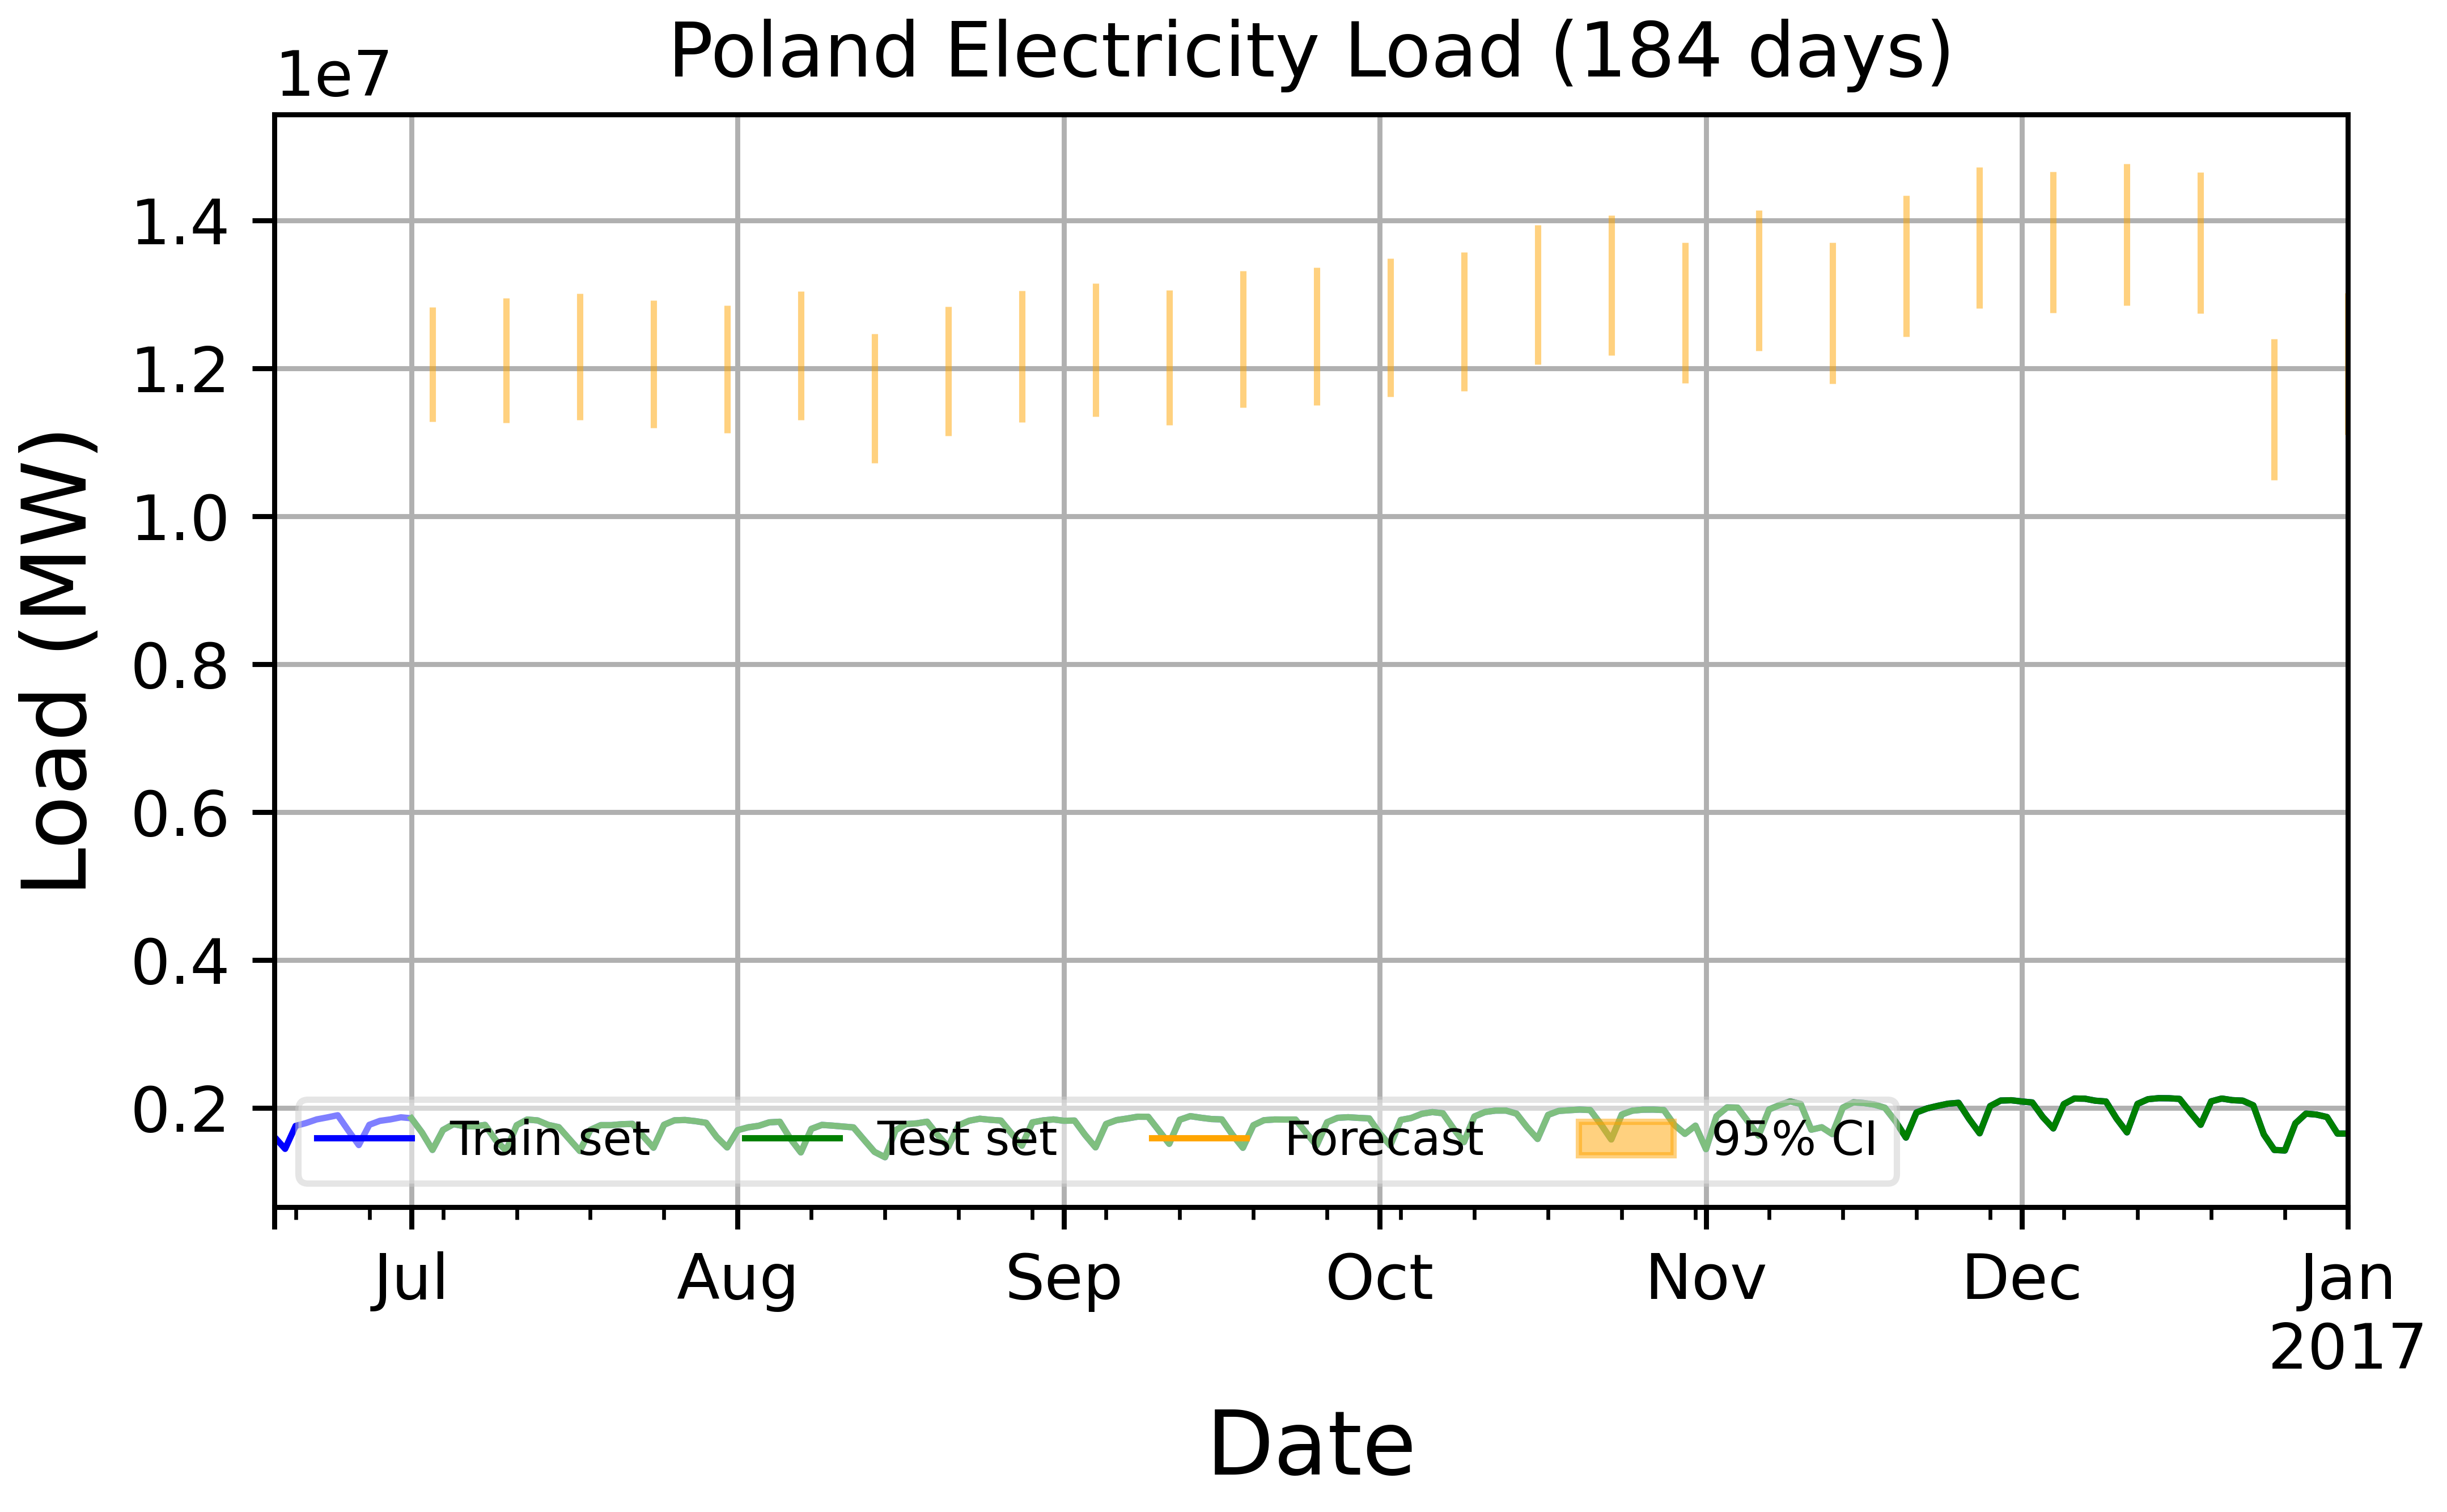 Poland Electricity Load (184 days)
1e7
1.4
1.2
1.0
0.8
0.6
0.4
0.2
Load (MW)
Train set Test set Forecast 95% CI
Jul Aug Sep Oct Nov Dec Jan
2017
Date